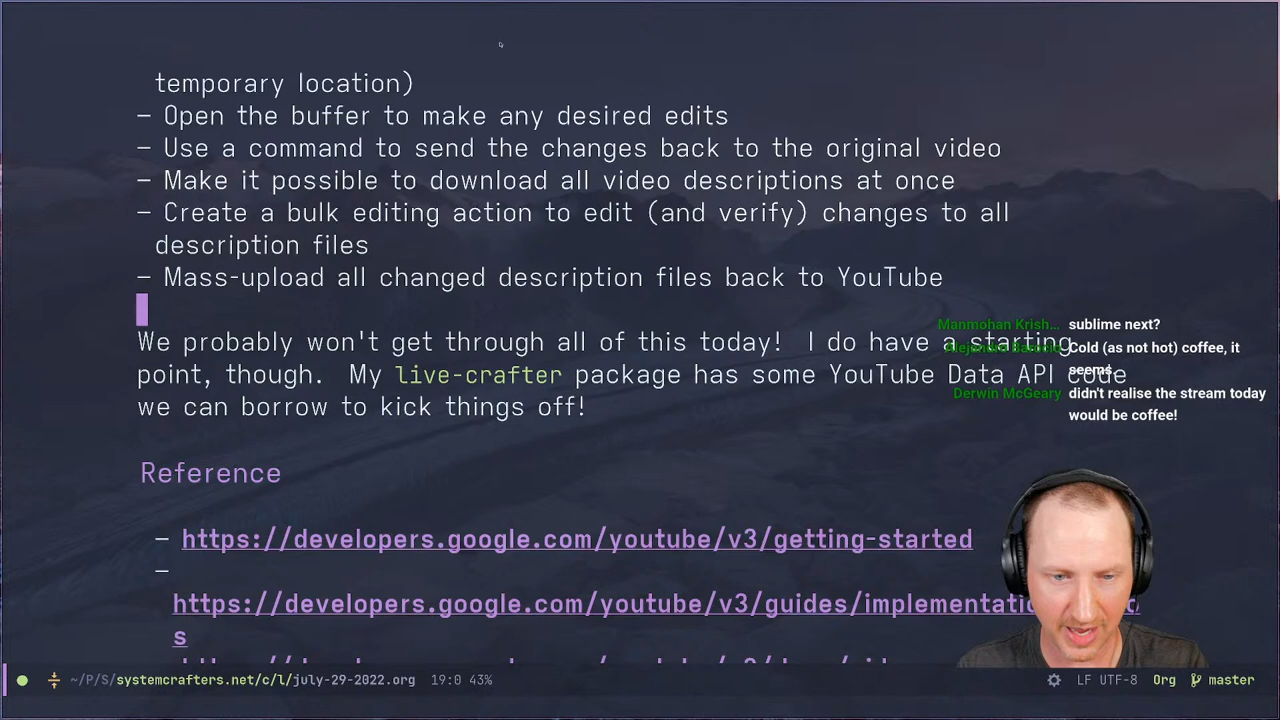 temporary location)
- Open the buffer to make any desired edits
- Use a command to send the changes back to the original video
- Make it possible to download all video descriptions at once
- Create a bulk editing action to edit (and verify) changes to all
description files
- Mass-upload all changed description files back to YouTube
We probably won't get through all of this today!  I do have a starting
point, though.  My live-crafter package has some YouTube Data API code
we can borrow to kick things off!
Manmohan Krish... sublime next?
Cold (as not hot) coffee, it
seems
Derwin McGeary didn't realise the stream today
would be coffee!
Reference
- https://developers.google.com/youtube/v3/getting-started
-
https://developers.google.com/youtube/v3/guides/implementatio
s
~/P/S/systemcrafters.net/c/l/july-29-2022.org 19:0 43% LF UTF-8 Org master